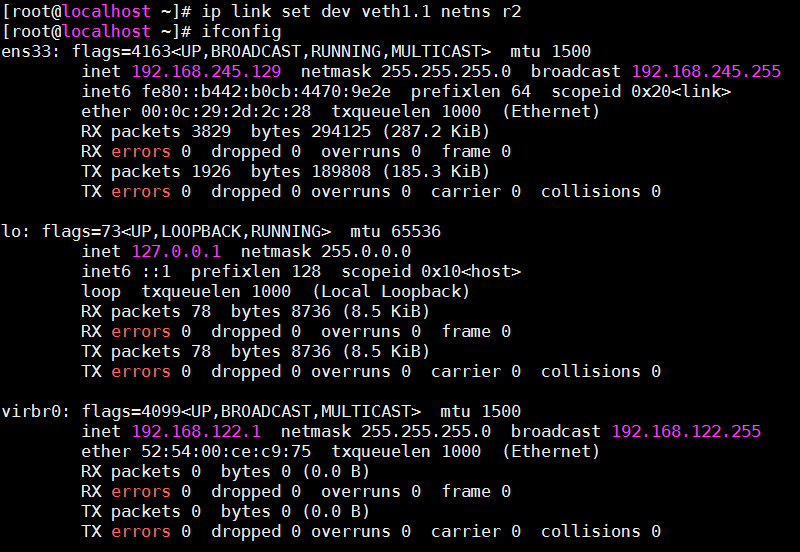 [root@localhost ~]# ip link set dev veth1.1 netns r2
[root@localhost ~]# ifconfig
ens33: flags=4163<UP,BROADCAST,RUNNING,MULTICAST>  mtu 1500
        inet 192.168.245.129  netmask 255.255.255.0  broadcast 192.168.245.255
        inet6 fe80::b442:b0cb:4470:9e2e  prefixlen 64  scopeid 0x20<link>
        ether 00:0c:29:2d:2c:28  txqueuelen 1000  (Ethernet)
        RX packets 3829  bytes 294125 (287.2 KiB)
        RX errors 0  dropped 0  overruns 0  frame 0
        TX packets 1926  bytes 189808 (185.3 KiB)
        TX errors 0  dropped 0 overruns 0  carrier 0  collisions 0

lo: flags=73<UP,LOOPBACK,RUNNING>  mtu 65536
        inet 127.0.0.1  netmask 255.0.0.0
        inet6 ::1  prefixlen 128  scopeid 0x10<host>
        loop  txqueuelen 1000  (Local Loopback)
        RX packets 78  bytes 8736 (8.5 KiB)
        RX errors 0  dropped 0  overruns 0  frame 0
        TX packets 78  bytes 8736 (8.5 KiB)
        TX errors 0  dropped 0 overruns 0  carrier 0  collisions 0

virbr0: flags=4099<UP,BROADCAST,MULTICAST>  mtu 1500
        inet 192.168.122.1  netmask 255.255.255.0  broadcast 192.168.122.255
        ether 52:54:00:ce:c9:75  txqueuelen 1000  (Ethernet)
        RX packets 0  bytes 0 (0.0 B)
        RX errors 0  dropped 0  overruns 0  frame 0
        TX packets 0  bytes 0 (0.0 B)
        TX errors 0  dropped 0 overruns 0  carrier 0  collisions 0